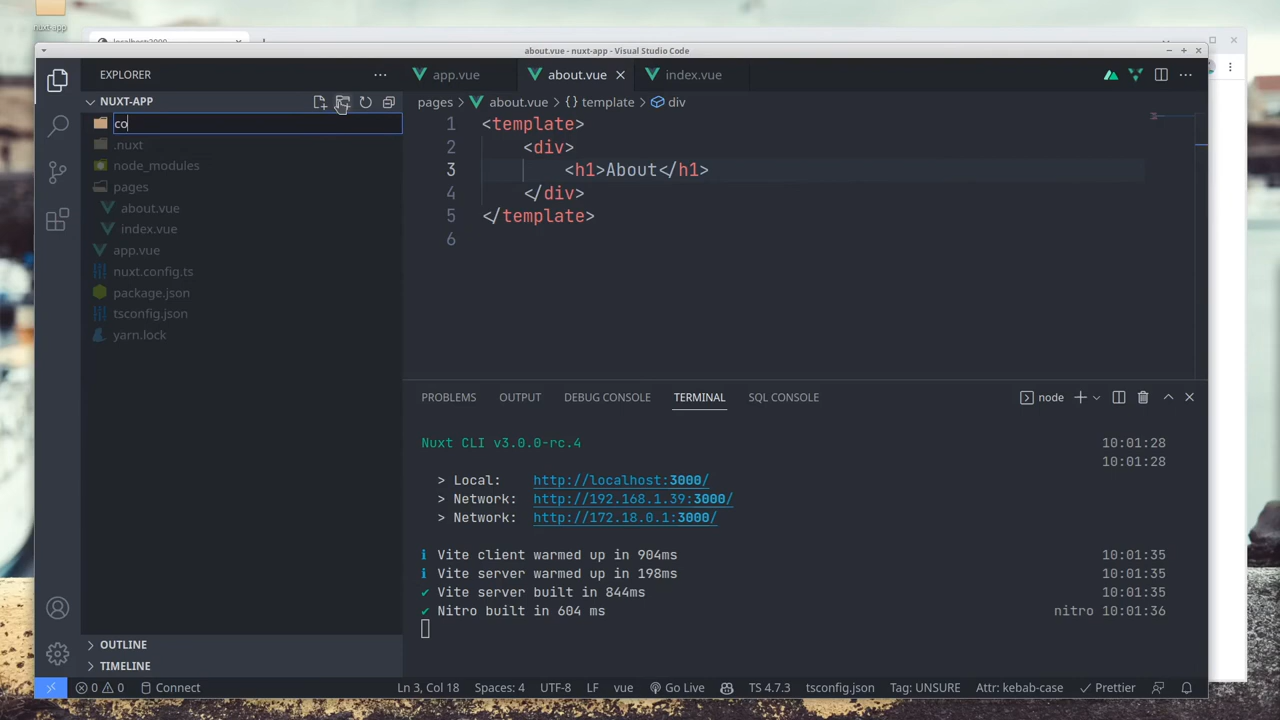 nuxt-app
localhost:3000
about.vue - nuxt-app - Visual Studio Code
EXPLORER
app.vue
about.vue
index.vue
NUXT-APP
pages > about.vue > {} template > div
co
.nuxt
node_modules
pages
about.vue
index.vue
app.vue
nuxt.config.ts
package.json
tsconfig.json
yarn.lock
1 <template>
2 <div>
3 <h1>About</h1>
4 </div>
5 </template>
6
PROBLEMS OUTPUT DEBUG CONSOLE TERMINAL SQL CONSOLE
node
Nuxt CLI v3.0.0-rc.4 10:01:28
10:01:28
> Local: http://localhost:3000/
> Network: http://192.168.1.39:3000/
> Network: http://172.18.0.1:3000/
i Vite client warmed up in 904ms 10:01:35
i Vite server warmed up in 198ms 10:01:35
✔ Vite server built in 844ms 10:01:35
✔ Nitro built in 604 ms nitro 10:01:36
OUTLINE
TIMELINE
0 0 Connect Ln 3, Col 18 Spaces: 4 UTF-8 LF vue Go Live TS 4.7.3 tsconfig.json Tag: UNSURE Attr: kebab-case Prettier